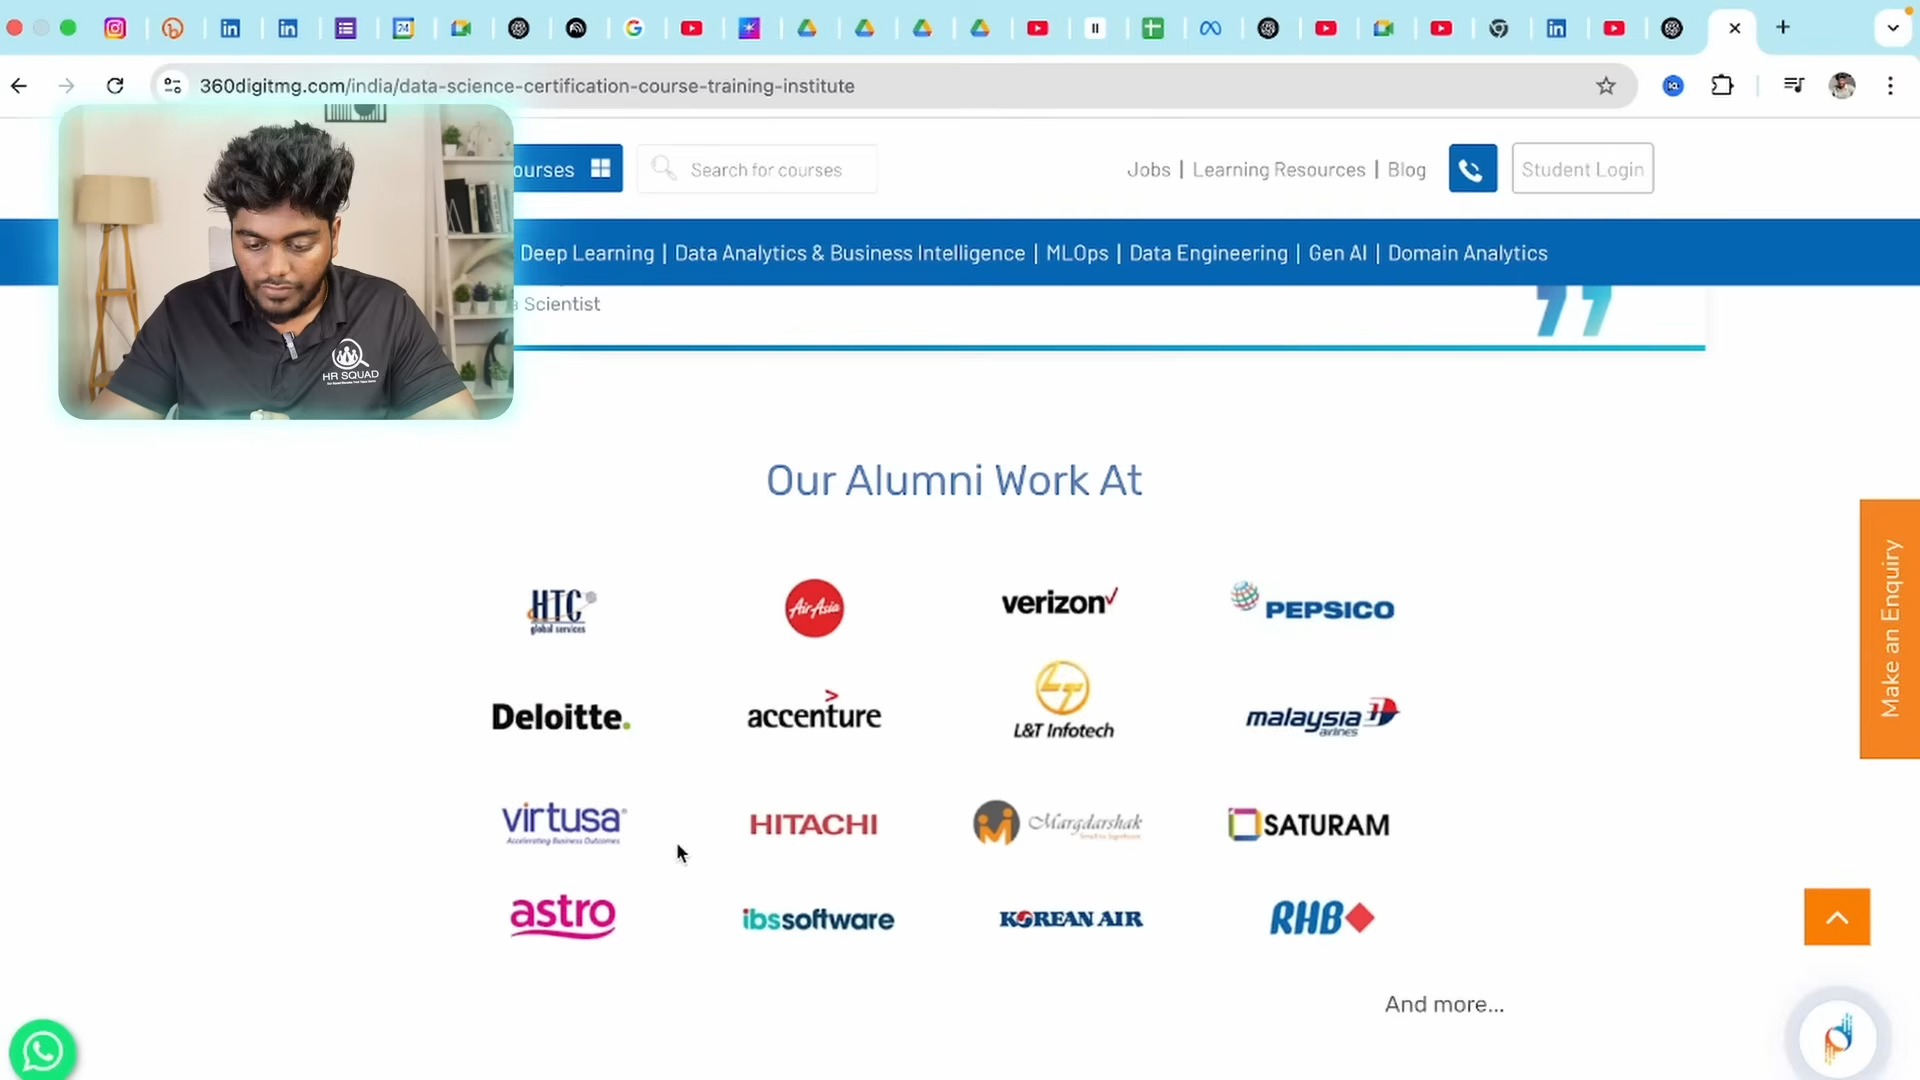 360digitmg.com/india/data-science-certification-course-training-institute
ourses
Search for courses
Jobs | Learning Resources | Blog
Student Login
Deep Learning | Data Analytics & Business Intelligence | MLOps | Data Engineering | Gen AI | Domain Analytics
Scientist
HR SQUAD
Our Alumni Work At
HTC
global services
AirAsia
verizon
PEPSICO
Deloitte.
accenture
L&T Infotech
malaysia
airlines
virtusa
Accelerating Business Outcomes
HITACHI
Margdarshak
SATURAM
astro
ibssoftware
KOREAN AIR
RHB
And more...
Make an Enquiry